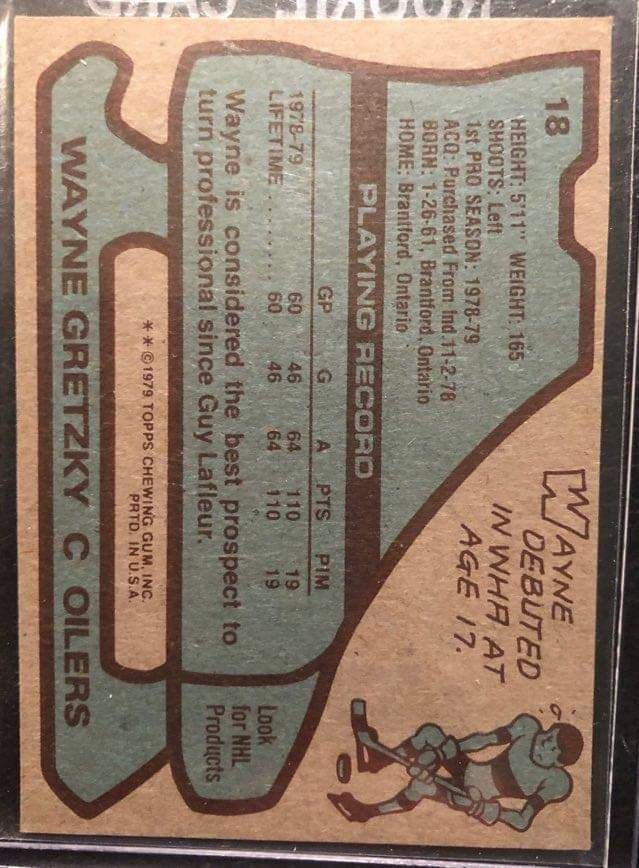 18
HEIGHT: 5'11" WEIGHT: 165
SHOOTS: Left
1st PRO SEASON: 1978-79
ACQ: Purchased From Ind 11-2-78
BORN: 1-26-61, Brantford, Ontario
HOME: Brantford, Ontario
WAYNE
DEBUTED
IN WHA AT
AGE 17.
PLAYING RECORD
GP G A PTS PIM
1978-79 60 46 64 110 19
LIFETIME ........ 60 46 64 110 19
Wayne is considered the best prospect to
turn professional since Guy Lafleur.
Look
for NHL
Products
** ©1979 TOPPS CHEWING GUM, INC.
PRTD. IN U.S.A.
WAYNE GRETZKY C OILERS